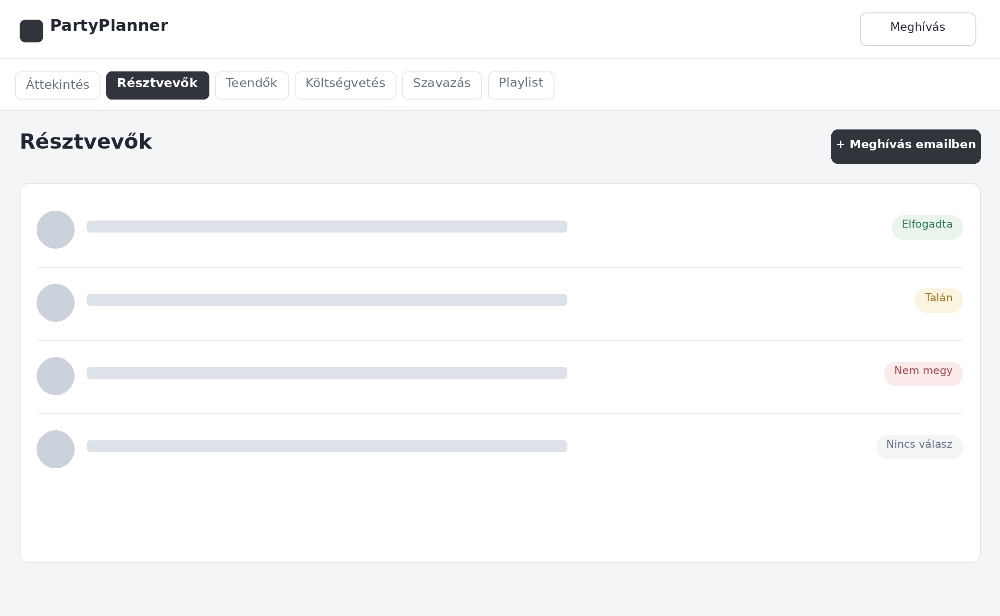 PartyPlanner
Meghívás
Áttekintés
Résztvevők
Teendők
Költségvetés
Szavazás
Playlist
Résztvevők
+ Meghívás emailben
Elfogadta
Talán
Nem megy
Nincs válasz